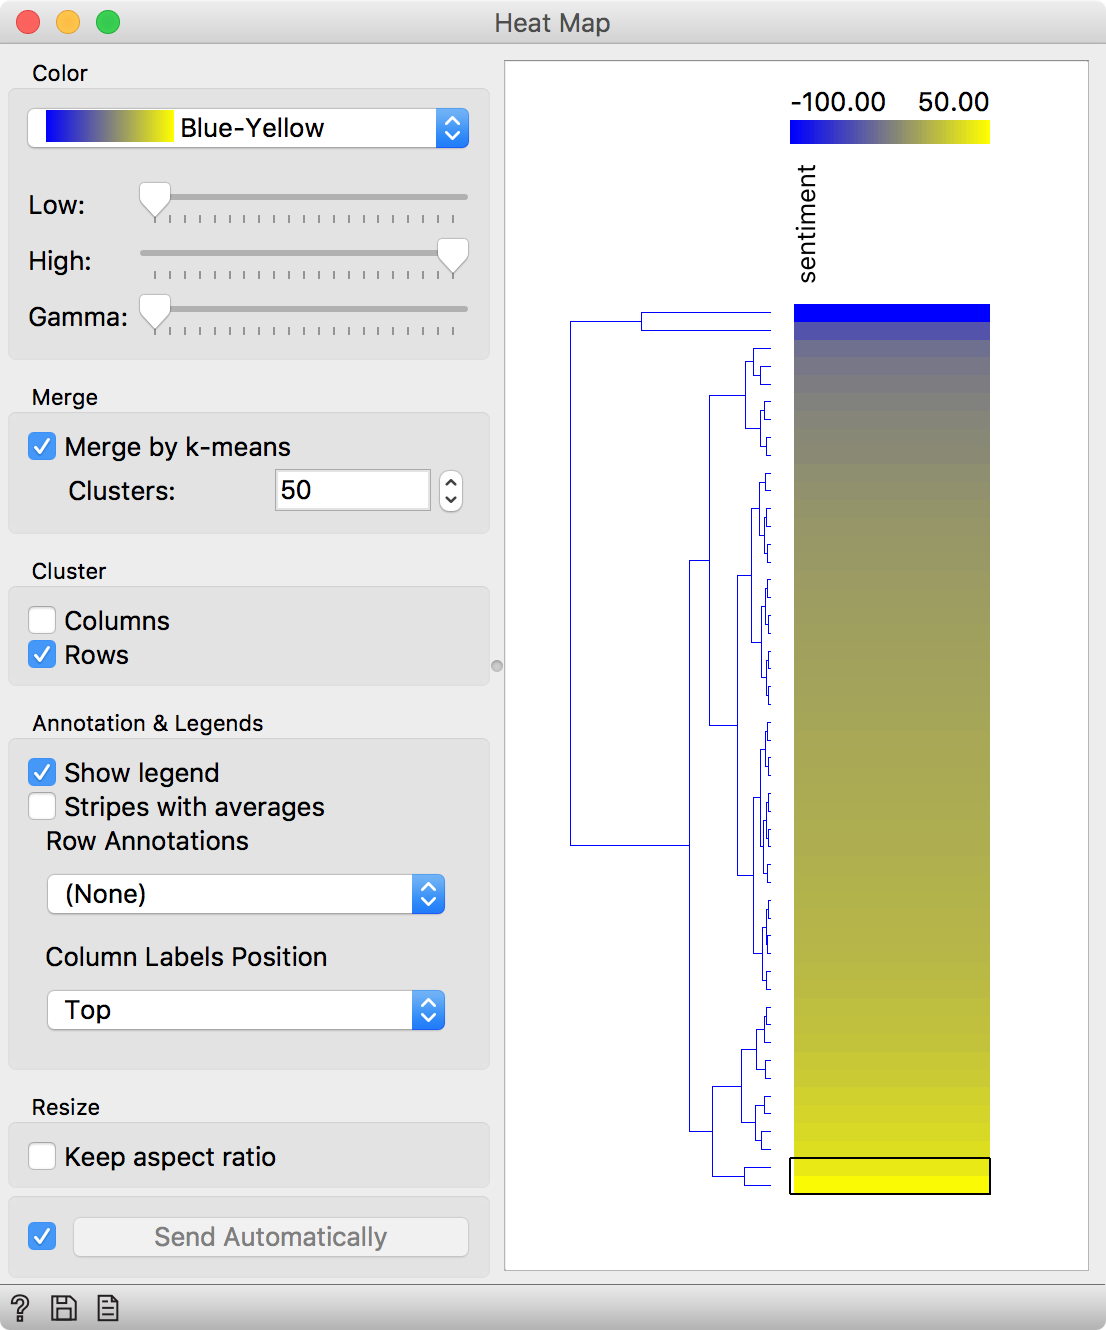 Heat Map
Color
Blue-Yellow
Low:
High:
Gamma:
Merge
Merge by k-means
Clusters: 50
Cluster
Columns
Rows
Annotation & Legends
Show legend
Stripes with averages
Row Annotations
(None)
Column Labels Position
Top
Resize
Keep aspect ratio
Send Automatically
-100.00 50.00
sentiment